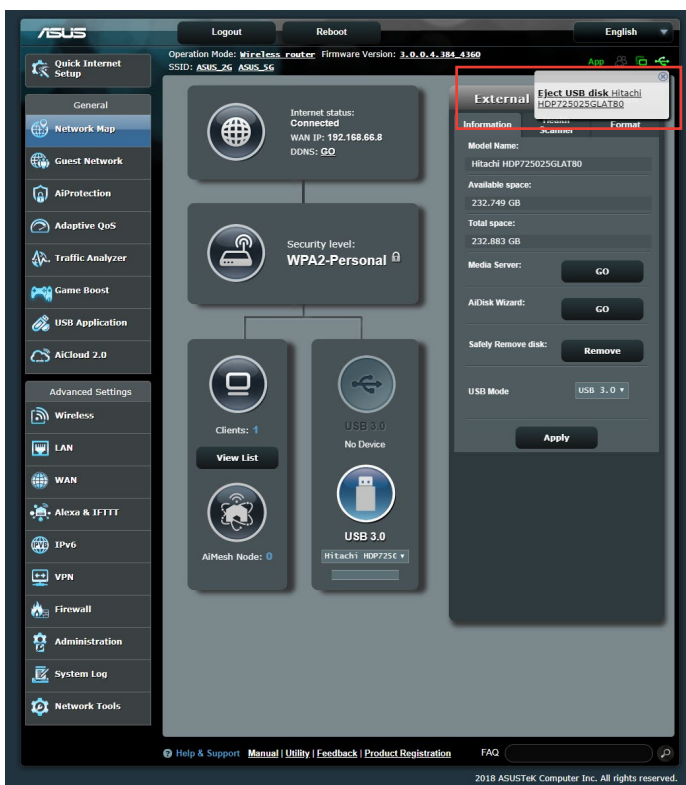 ASUS
Logout
Reboot
English
Quick Internet
Setup
Operation Mode: Wireless router Firmware Version: 3.0.0.4.384_4360
SSID: ASUS_2G ASUS_5G
App
General
Network Map
Guest Network
AiProtection
Adaptive QoS
Traffic Analyzer
Game Boost
USB Application
AiCloud 2.0
Advanced Settings
Wireless
LAN
WAN
Alexa & IFTTT
IPv6
VPN
Firewall
Administration
System Log
Network Tools
Internet status:
Connected
WAN IP: 192.168.66.8
DDNS: GO
Security level:
WPA2-Personal
Clients: 1
View List
AiMesh Node: 0
USB 3.0
No Device
USB 3.0
Hitachi HDP725
External
Eject USB disk Hitachi
HDP725025GLAT80
Information
Health
Scanner
Format
Model Name:
Hitachi HDP725025GLAT80
Available space:
232.749 GB
Total space:
232.883 GB
Media Server:
GO
AiDisk Wizard:
GO
Safely Remove disk:
Remove
USB Mode
USB 3.0
Apply
Help & Support Manual | Utility | Feedback | Product Registration
FAQ
2018 ASUSTeK Computer Inc. All rights reserved.